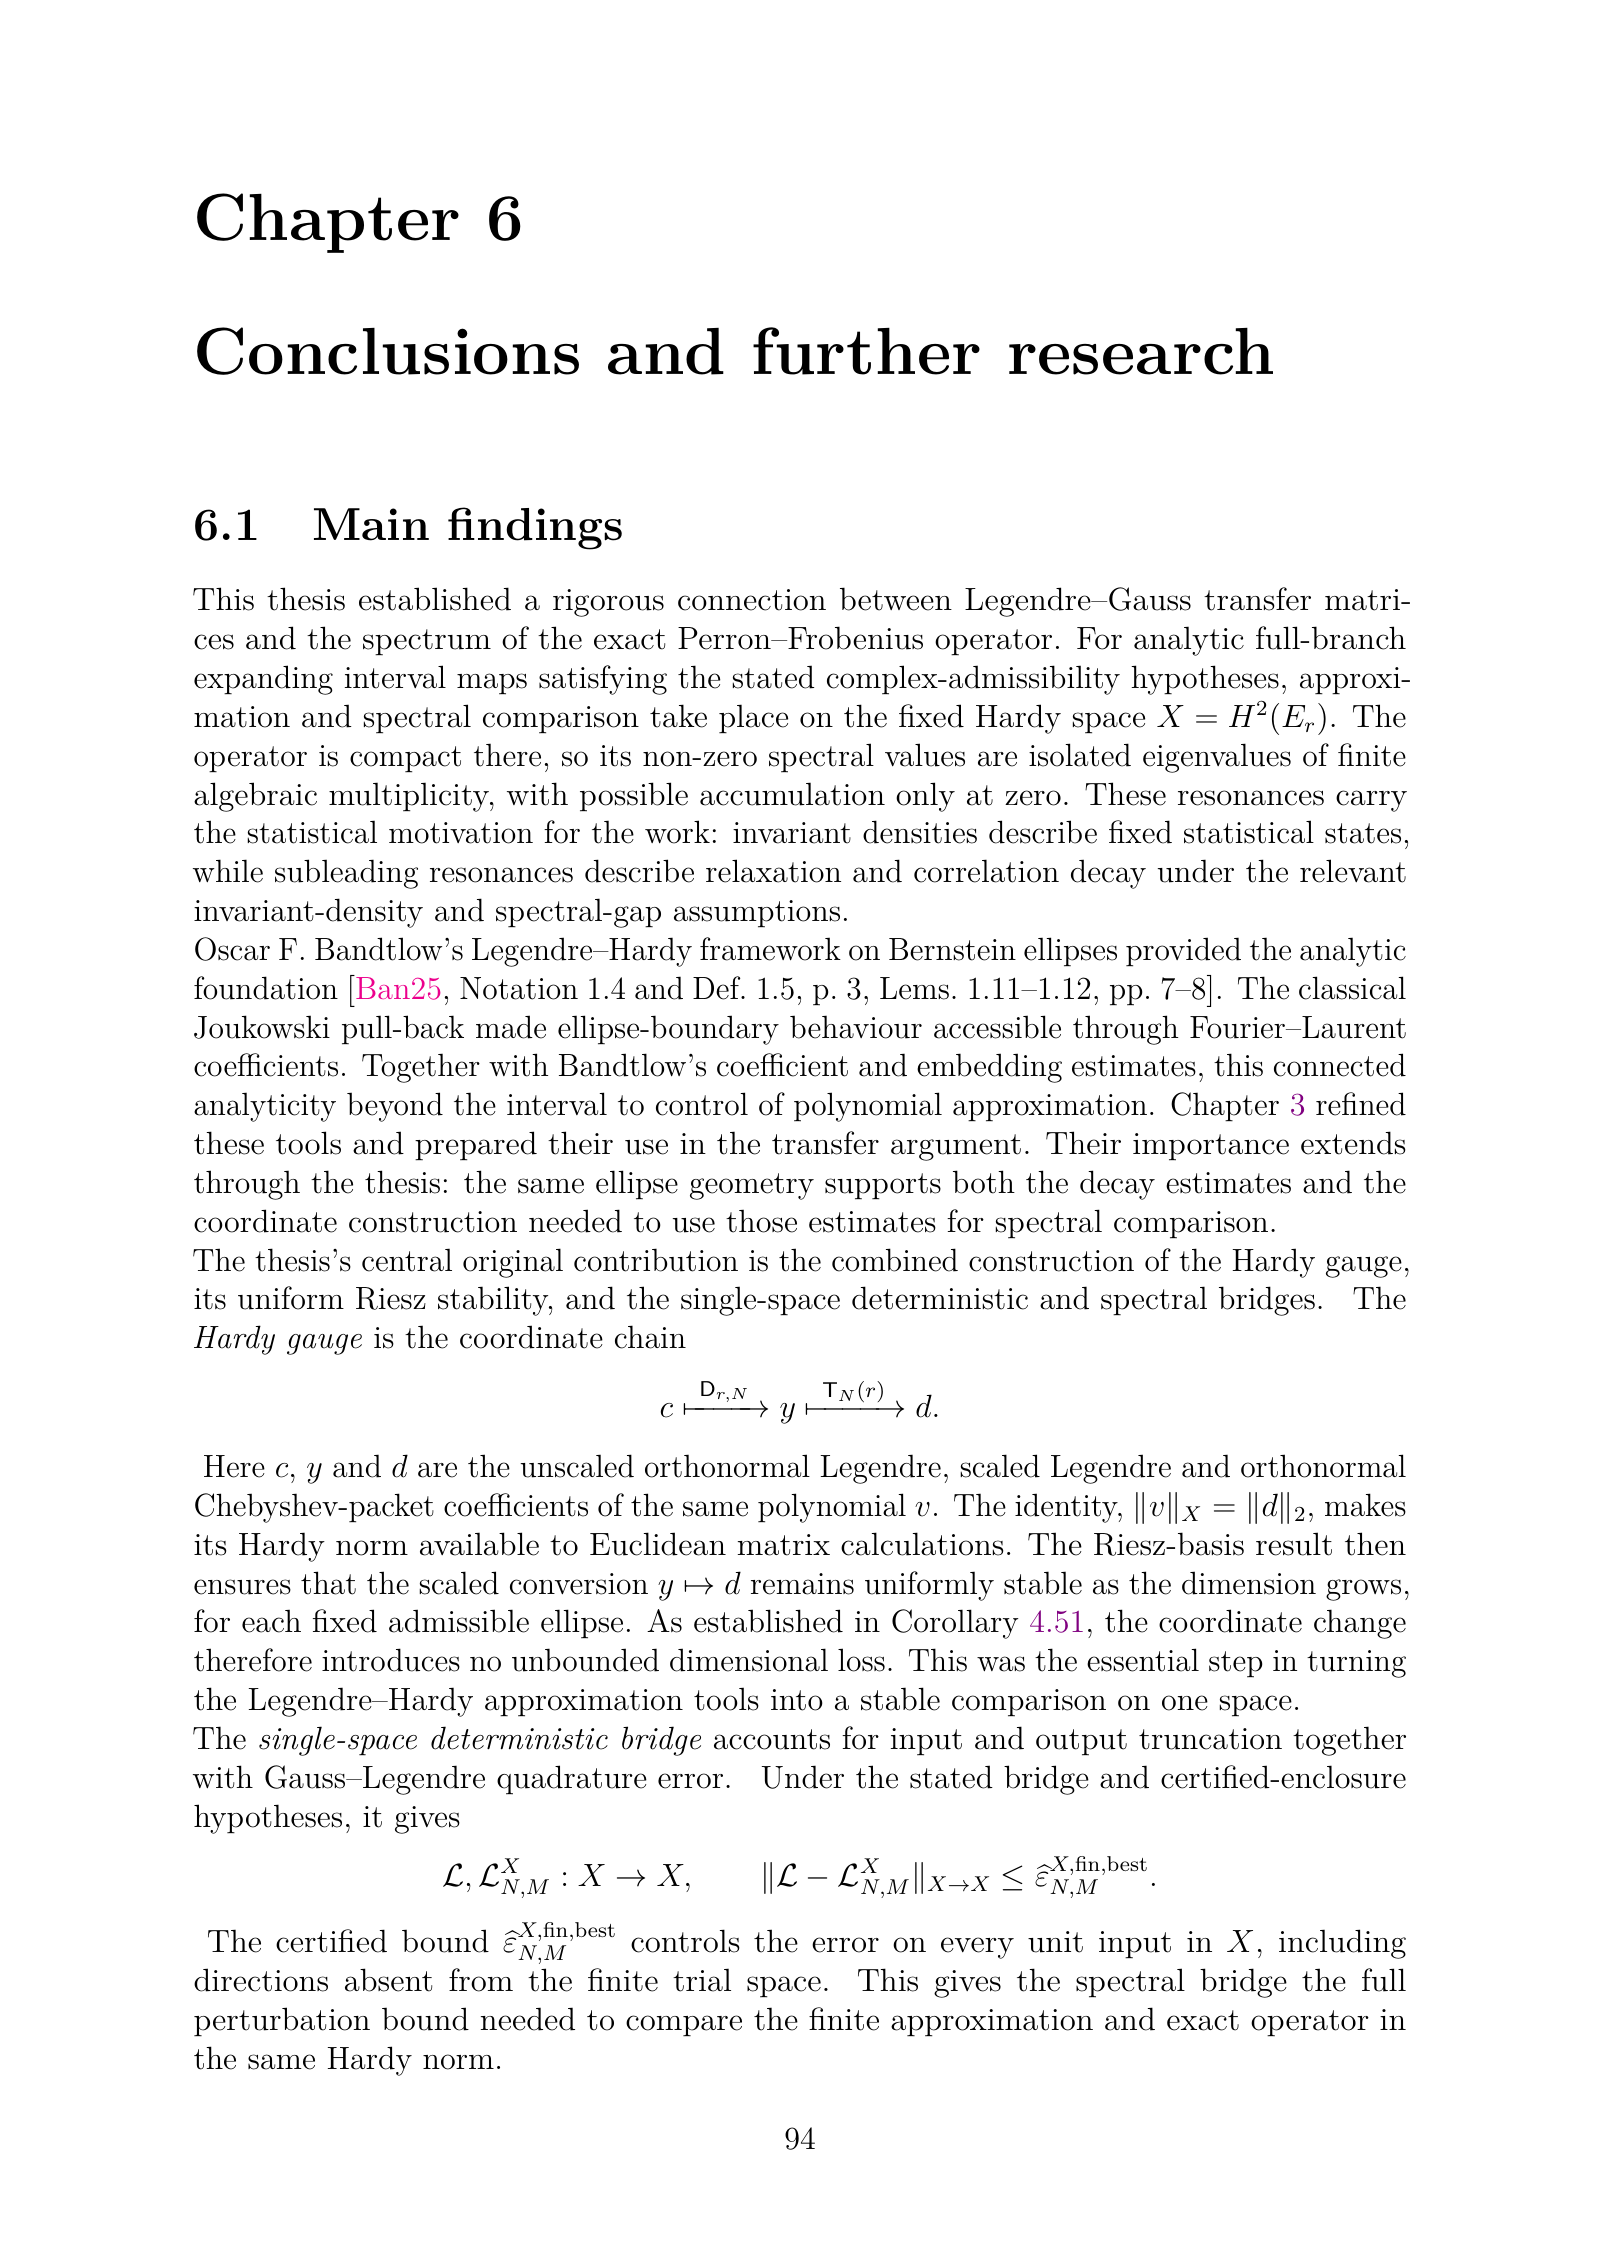 Chapter 6
Conclusions and further research
6.1 Main findings
This thesis established a rigorous connection between Legendre–Gauss transfer matri-
ces and the spectrum of the exact Perron–Frobenius operator. For analytic full-branch
expanding interval maps satisfying the stated complex-admissibility hypotheses, approxi-
mation and spectral comparison take place on the fixed Hardy space X = H²(E_r). The
operator is compact there, so its non-zero spectral values are isolated eigenvalues of finite
algebraic multiplicity, with possible accumulation only at zero. These resonances carry
the statistical motivation for the work: invariant densities describe fixed statistical states,
while subleading resonances describe relaxation and correlation decay under the relevant
invariant-density and spectral-gap assumptions.
Oscar F. Bandtlow's Legendre–Hardy framework on Bernstein ellipses provided the analytic
foundation [Ban25, Notation 1.4 and Def. 1.5, p. 3, Lems. 1.11–1.12, pp. 7–8]. The classical
Joukowski pull-back made ellipse-boundary behaviour accessible through Fourier–Laurent
coefficients. Together with Bandtlow's coefficient and embedding estimates, this connected
analyticity beyond the interval to control of polynomial approximation. Chapter 3 refined
these tools and prepared their use in the transfer argument. Their importance extends
through the thesis: the same ellipse geometry supports both the decay estimates and the
coordinate construction needed to use those estimates for spectral comparison.
The thesis's central original contribution is the combined construction of the Hardy gauge,
its uniform Riesz stability, and the single-space deterministic and spectral bridges. The
Hardy gauge is the coordinate chain
c ⟼^{D_{r,N}} y ⟼^{T_N(r)} d.
Here c, y and d are the unscaled orthonormal Legendre, scaled Legendre and orthonormal
Chebyshev-packet coefficients of the same polynomial v. The identity, ‖v‖_X = ‖d‖_2, makes
its Hardy norm available to Euclidean matrix calculations. The Riesz-basis result then
ensures that the scaled conversion y ↦ d remains uniformly stable as the dimension grows,
for each fixed admissible ellipse. As established in Corollary 4.51, the coordinate change
therefore introduces no unbounded dimensional loss. This was the essential step in turning
the Legendre–Hardy approximation tools into a stable comparison on one space.
The single-space deterministic bridge accounts for input and output truncation together
with Gauss–Legendre quadrature error. Under the stated bridge and certified-enclosure
hypotheses, it gives
ℒ, ℒ^X_{N,M} : X → X, ‖ℒ − ℒ^X_{N,M}‖_{X→X} ≤ ε̂^{X,fin,best}_{N,M}.
The certified bound ε̂^{X,fin,best}_{N,M} controls the error on every unit input in X, including
directions absent from the finite trial space. This gives the spectral bridge the full
perturbation bound needed to compare the finite approximation and exact operator in
the same Hardy norm.
94